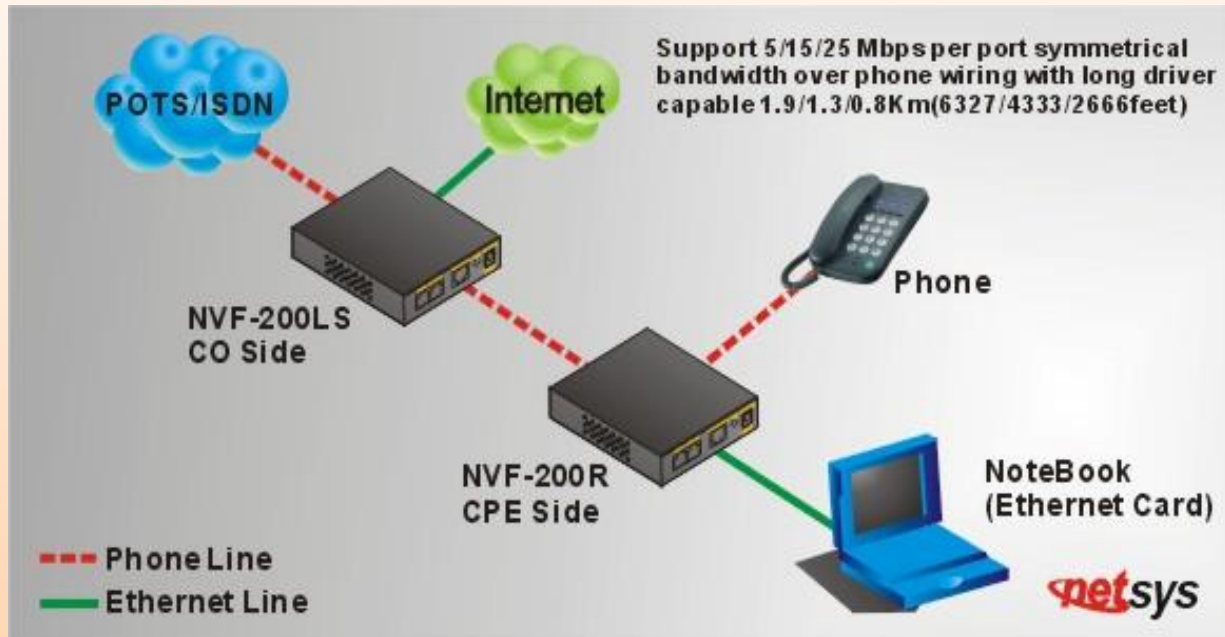 POTS/ISDN
Internet
Support 5/15/25 Mbps per port symmetrical
bandwidth over phone wiring with long driver
capable 1.9/1.3/0.8Km(6327/4333/2666feet)
Phone
NVF-200LS
CO Side
NVF-200R
CPE Side
NoteBook
(Ethernet Card)
Phone Line
Ethernet Line
netsys